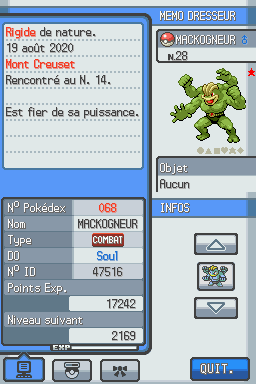 MEMO DRESSEUR
Rigide de nature.
19 août 2020
Mont Creuset
Rencontré au N. 14.
Est fier de sa puissance.
MACKOGNEUR ♂
N.28
Objet
Aucun
INFOS
N° Pokédex 068
Nom MACKOGNEUR
Type COMBAT
DO Soul
N° ID 47516
Points Exp.
17242
Niveau suivant
2169
EXP
QUIT.